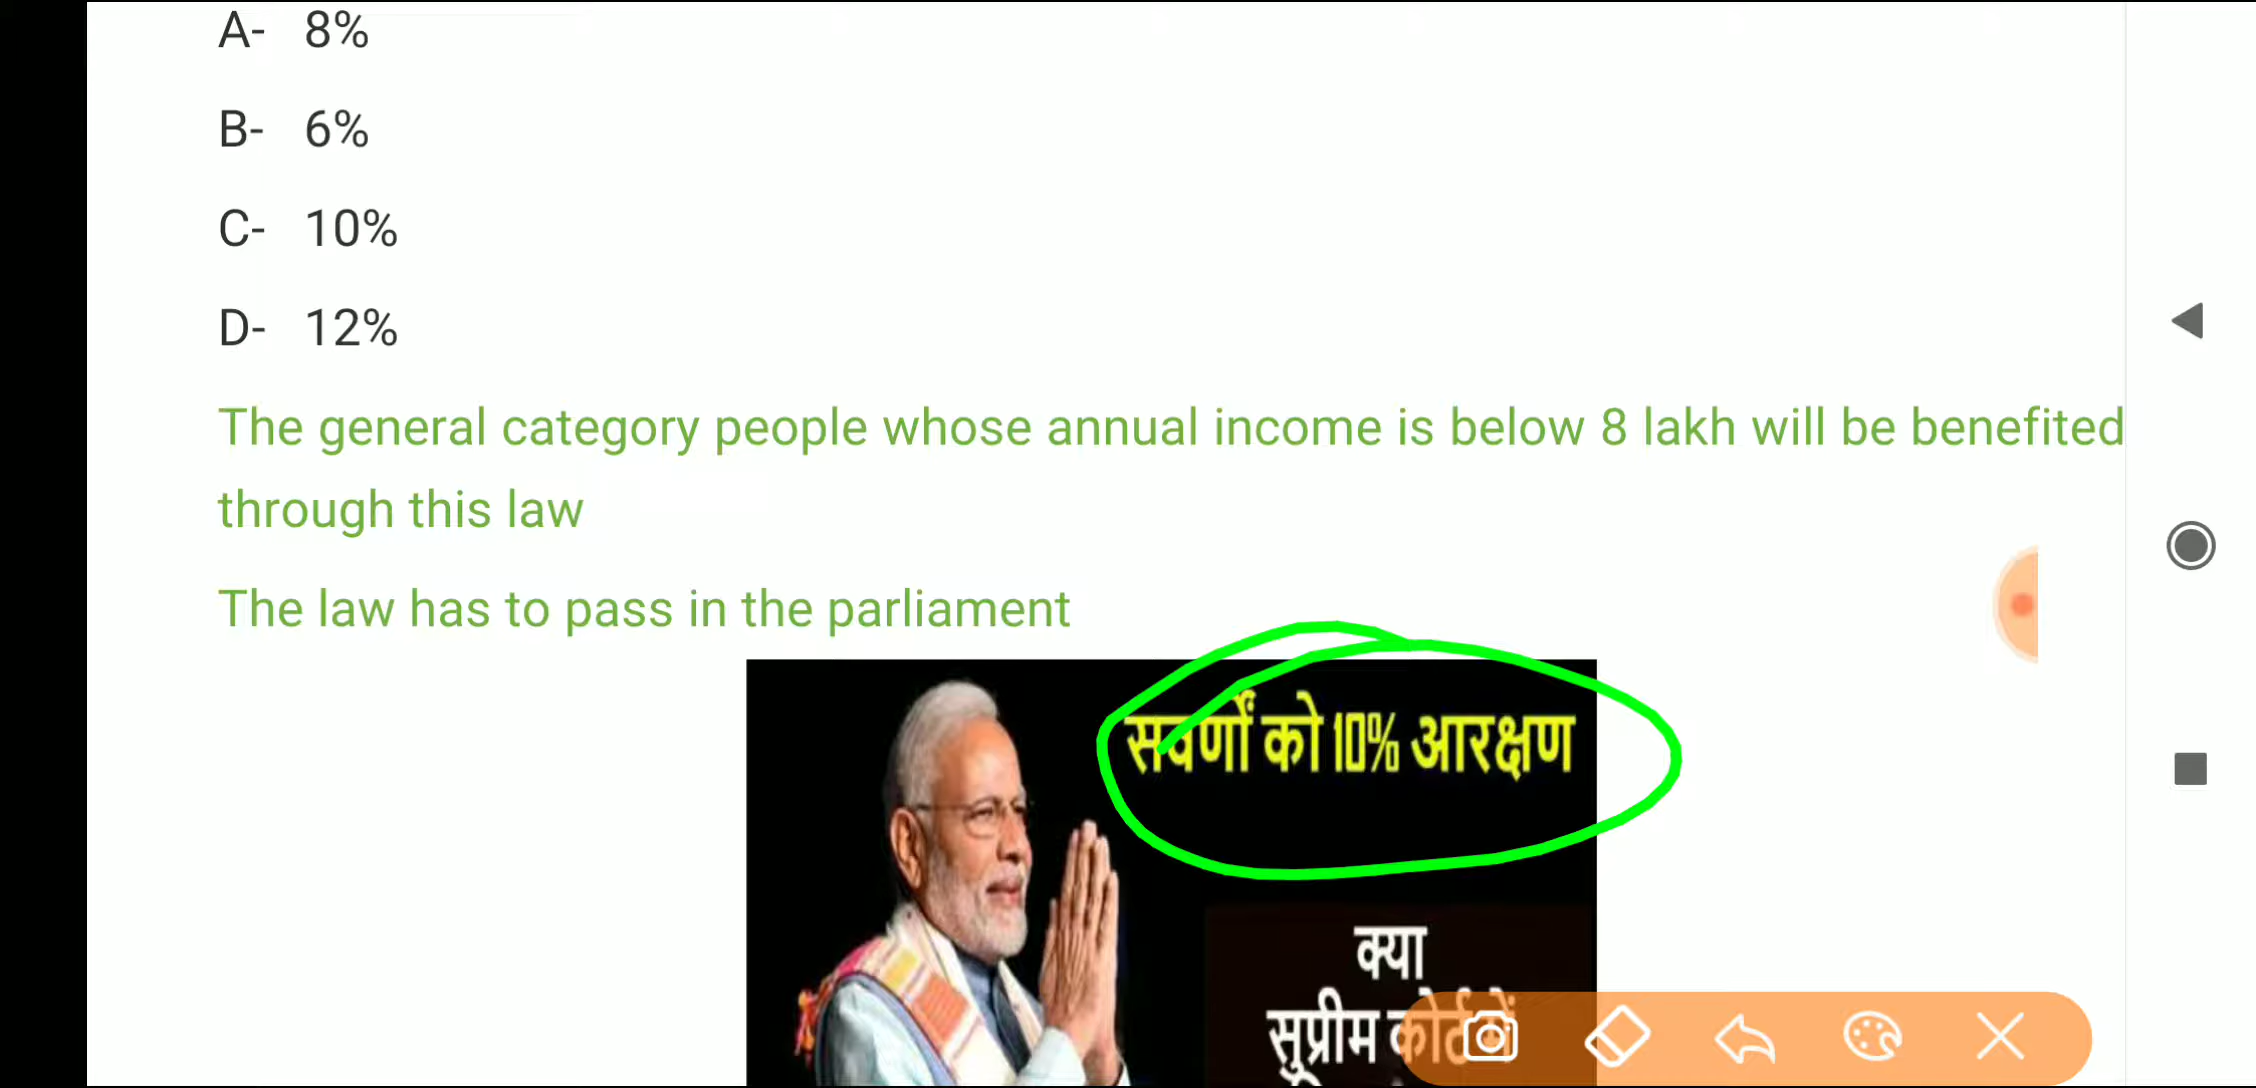 A- 8%
B- 6%
C- 10%
D- 12%
The general category people whose annual income is below 8 lakh will be benefited
through this law
The law has to pass in the parliament
सवर्णों को 10% आरक्षण
क्या
सुप्रीम कोर्ट में